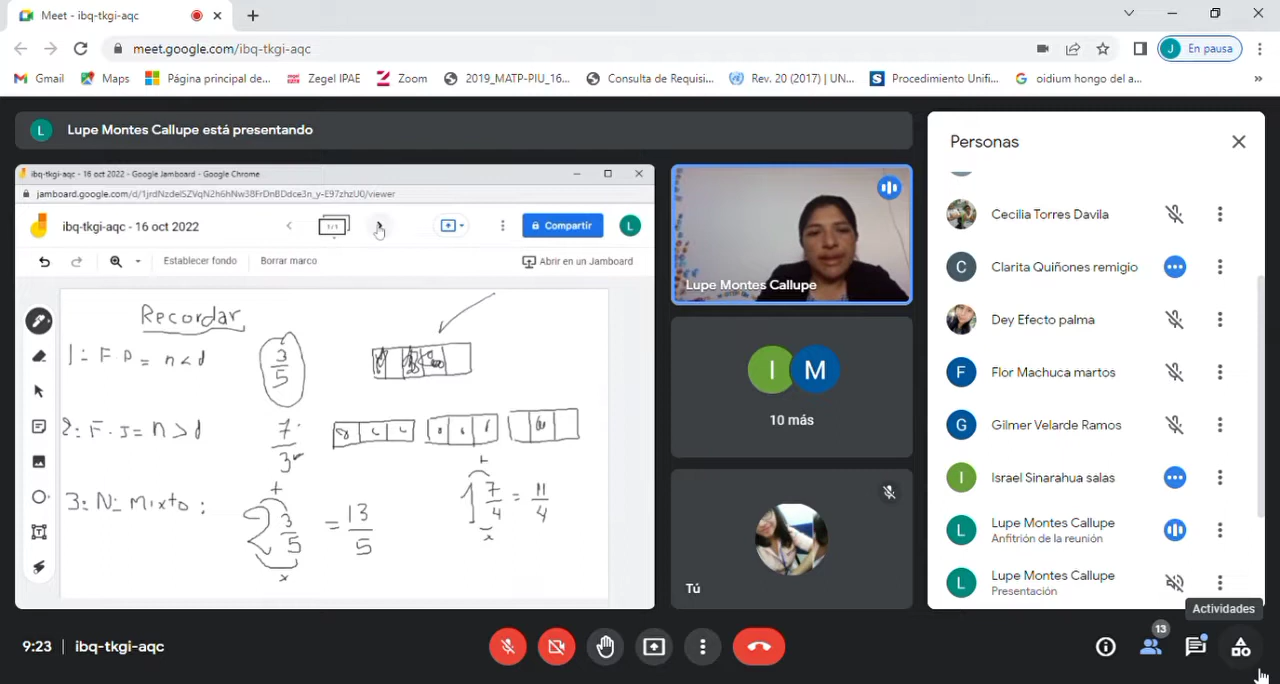 Meet - ibq-tkgi-aqc
meet.google.com/ibq-tkgi-aqc
J En pausa
Gmail Maps Página principal de... Zegel IPAE Zoom 2019_MATP-PIU_16... Consulta de Requisi... Rev. 20 (2017) | UN... Procedimiento Unifi... oidium hongo del a... »
L Lupe Montes Callupe está presentando
ibq-tkgi-aqc - 16 oct 2022 - Google Jamboard - Google Chrome
ibq-tkgi-aqc - 16 oct 2022
1/1
Compartir
L
Establecer fondo
Borrar marco
Abrir en un Jamboard
Recordar
1= F P = n < d
3/5
2= F. I = n > d
7/3
3= N= Mixto :
2 3/5 = 13/5
+
x
1 7/4 = 11/4
+
x
Lupe Montes Callupe
I M
10 más
Tú
Personas
Cecilia Torres Davila
C Clarita Quiñones remigio
Dey Efecto palma
F Flor Machuca martos
G Gilmer Velarde Ramos
I Israel Sinarahua salas
L Lupe Montes Callupe
Anfitrión de la reunión
L Lupe Montes Callupe
Presentación
Actividades
9:23 | ibq-tkgi-aqc
13